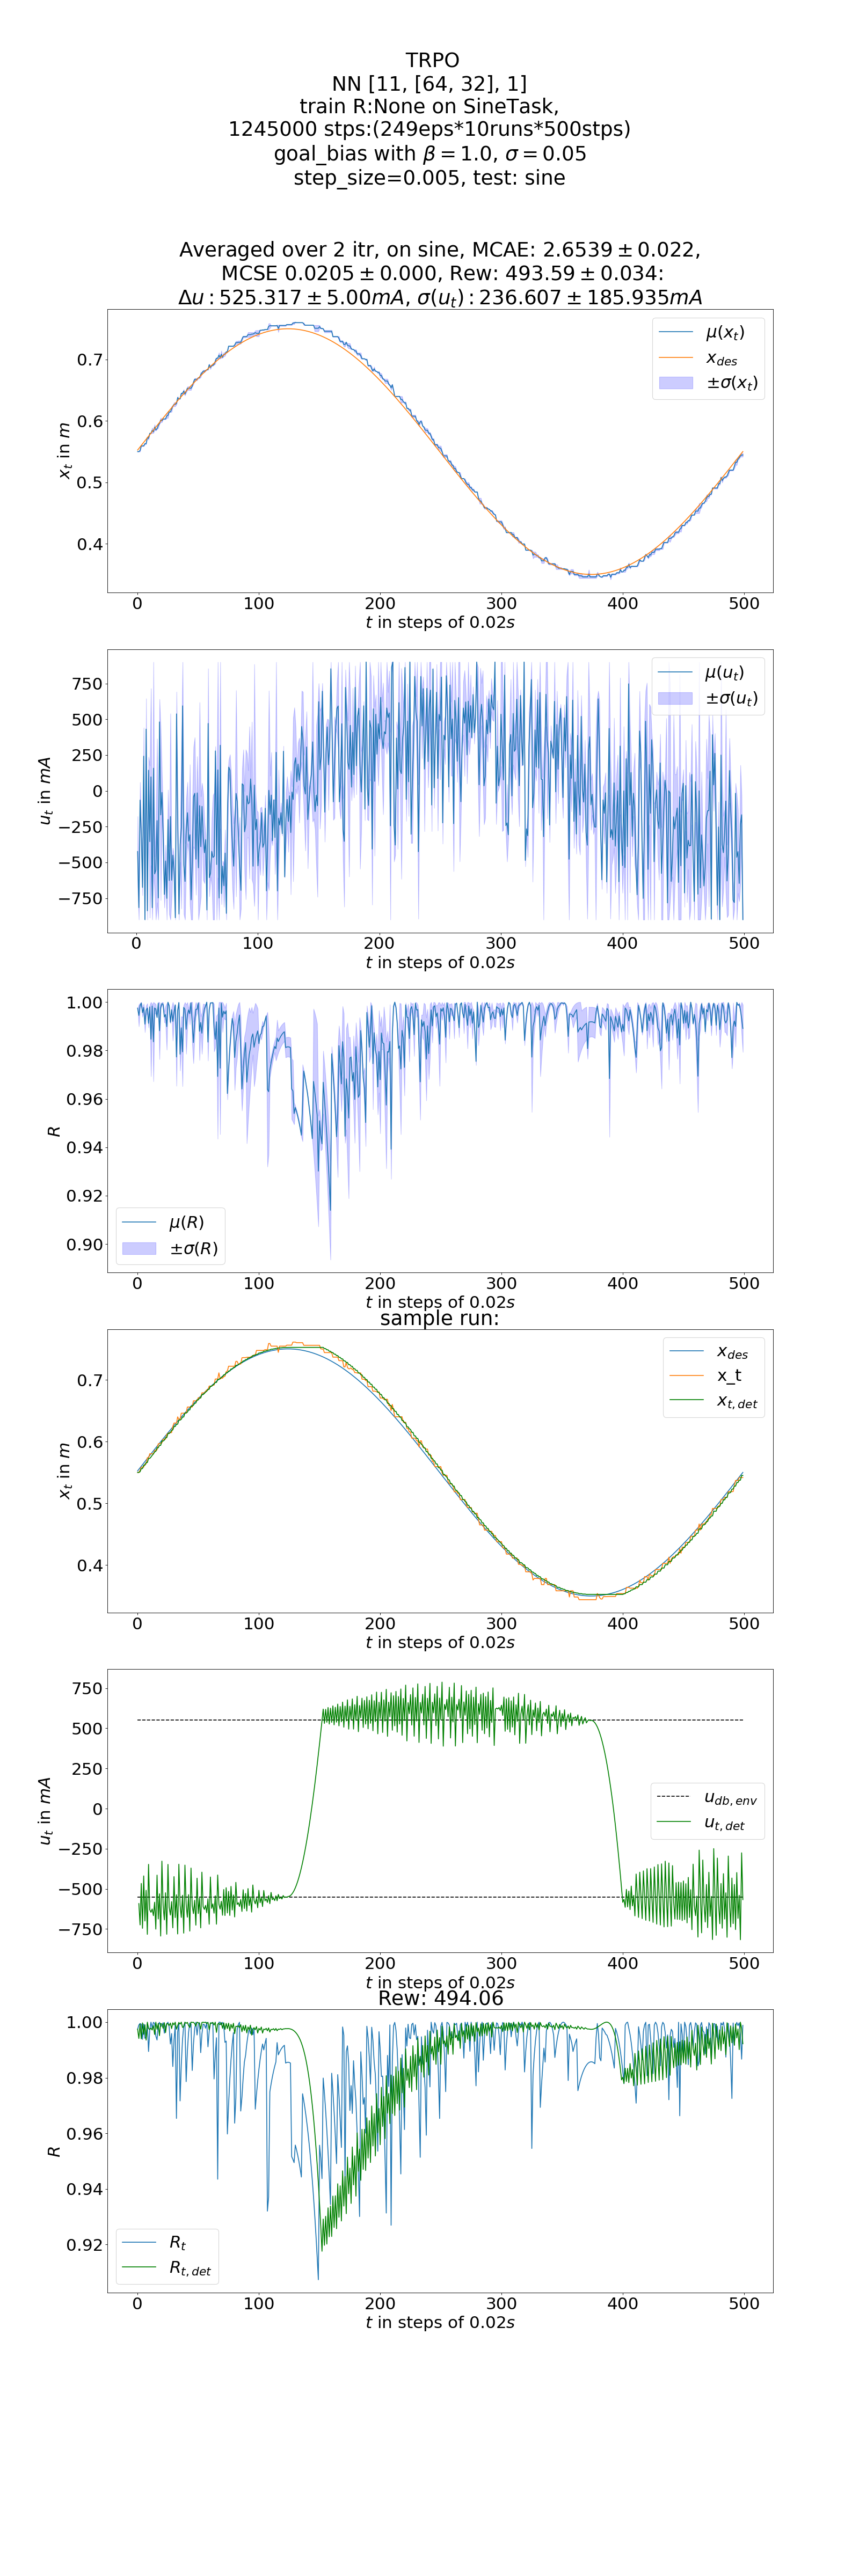 TRPO
NN [11, [64, 32], 1]
train R:None on SineTask,
1245000 stps:(249eps*10runs*500stps)
goal_bias with β = 1.0, σ = 0.05
step_size=0.005, test: sine
Averaged over 2 itr, on sine, MCAE: 2.6539 ± 0.022,
MCSE 0.0205 ± 0.000, Rew: 493.59 ± 0.034:
Δu : 525.317 ± 5.00mA, σ(u_t) : 236.607 ± 185.935mA
x_t in m
0.7
0.6
0.5
0.4
μ(x_t)
x_des
±σ(x_t)
0 100 200 300 400 500
t in steps of 0.02s
u_t in mA
750
500
250
0
−250
−500
−750
μ(u_t)
±σ(u_t)
0 100 200 300 400 500
t in steps of 0.02s
R
1.00
0.98
0.96
0.94
0.92
0.90
μ(R)
±σ(R)
0 100 200 300 400 500
t in steps of 0.02s
sample run:
x_t in m
0.7
0.6
0.5
0.4
x_des
x_t
x_t,det
0 100 200 300 400 500
t in steps of 0.02s
u_t in mA
750
500
250
0
−250
−500
−750
u_db,env
u_t,det
0 100 200 300 400 500
t in steps of 0.02s
Rew: 494.06
R
1.00
0.98
0.96
0.94
0.92
R_t
R_t,det
0 100 200 300 400 500
t in steps of 0.02s